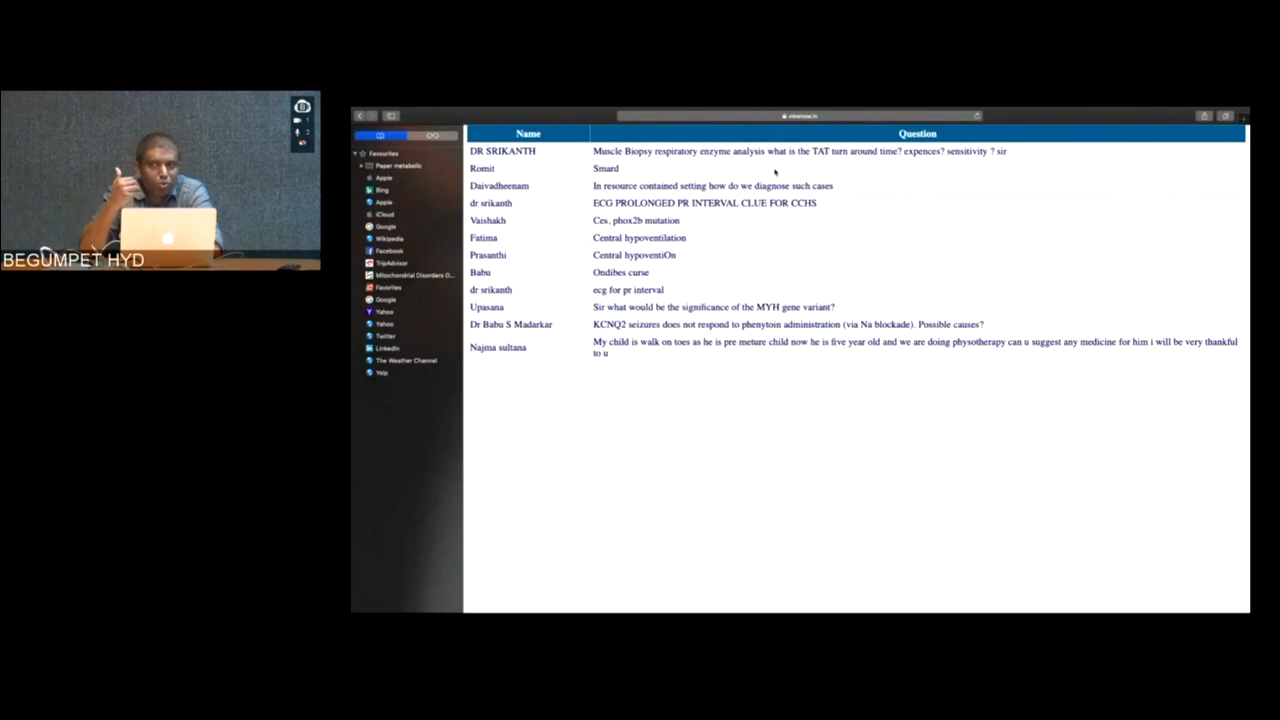 BEGUMPET HYD
viewnow.in
Favourites
Paper metabolic
Apple
Bing
Apple
iCloud
Google
Wikipedia
Facebook
TripAdvisor
Mitochondrial Disorders O...
Favorites
Google
Yahoo
Yahoo
Twitter
LinkedIn
The Weather Channel
Yelp
Name Question
DR SRIKANTH Muscle Biopsy respiratory enzyme analysis what is the TAT turn around time? expences? sensitivity ? sir
Romit Smard
Daivadheenam In resource contained setting how do we diagnose such cases
dr srikanth ECG PROLONGED PR INTERVAL CLUE FOR CCHS
Vaishakh Ces, phox2b mutation
Fatima Central hypoventilation
Prasanthi Central hypoventiOn
Babu Ondibes curse
dr srikanth ecg for pr interval
Upasana Sir what would be the significance of the MYH gene variant?
Dr Babu S Madarkar KCNQ2 seizures does not respond to phenytoin administration (via Na blockade). Possible causes?
Najma sultana My child is walk on toes as he is pre meture child now he is five year old and we are doing physotherapy can u suggest any medicine for him i will be very thankful
to u